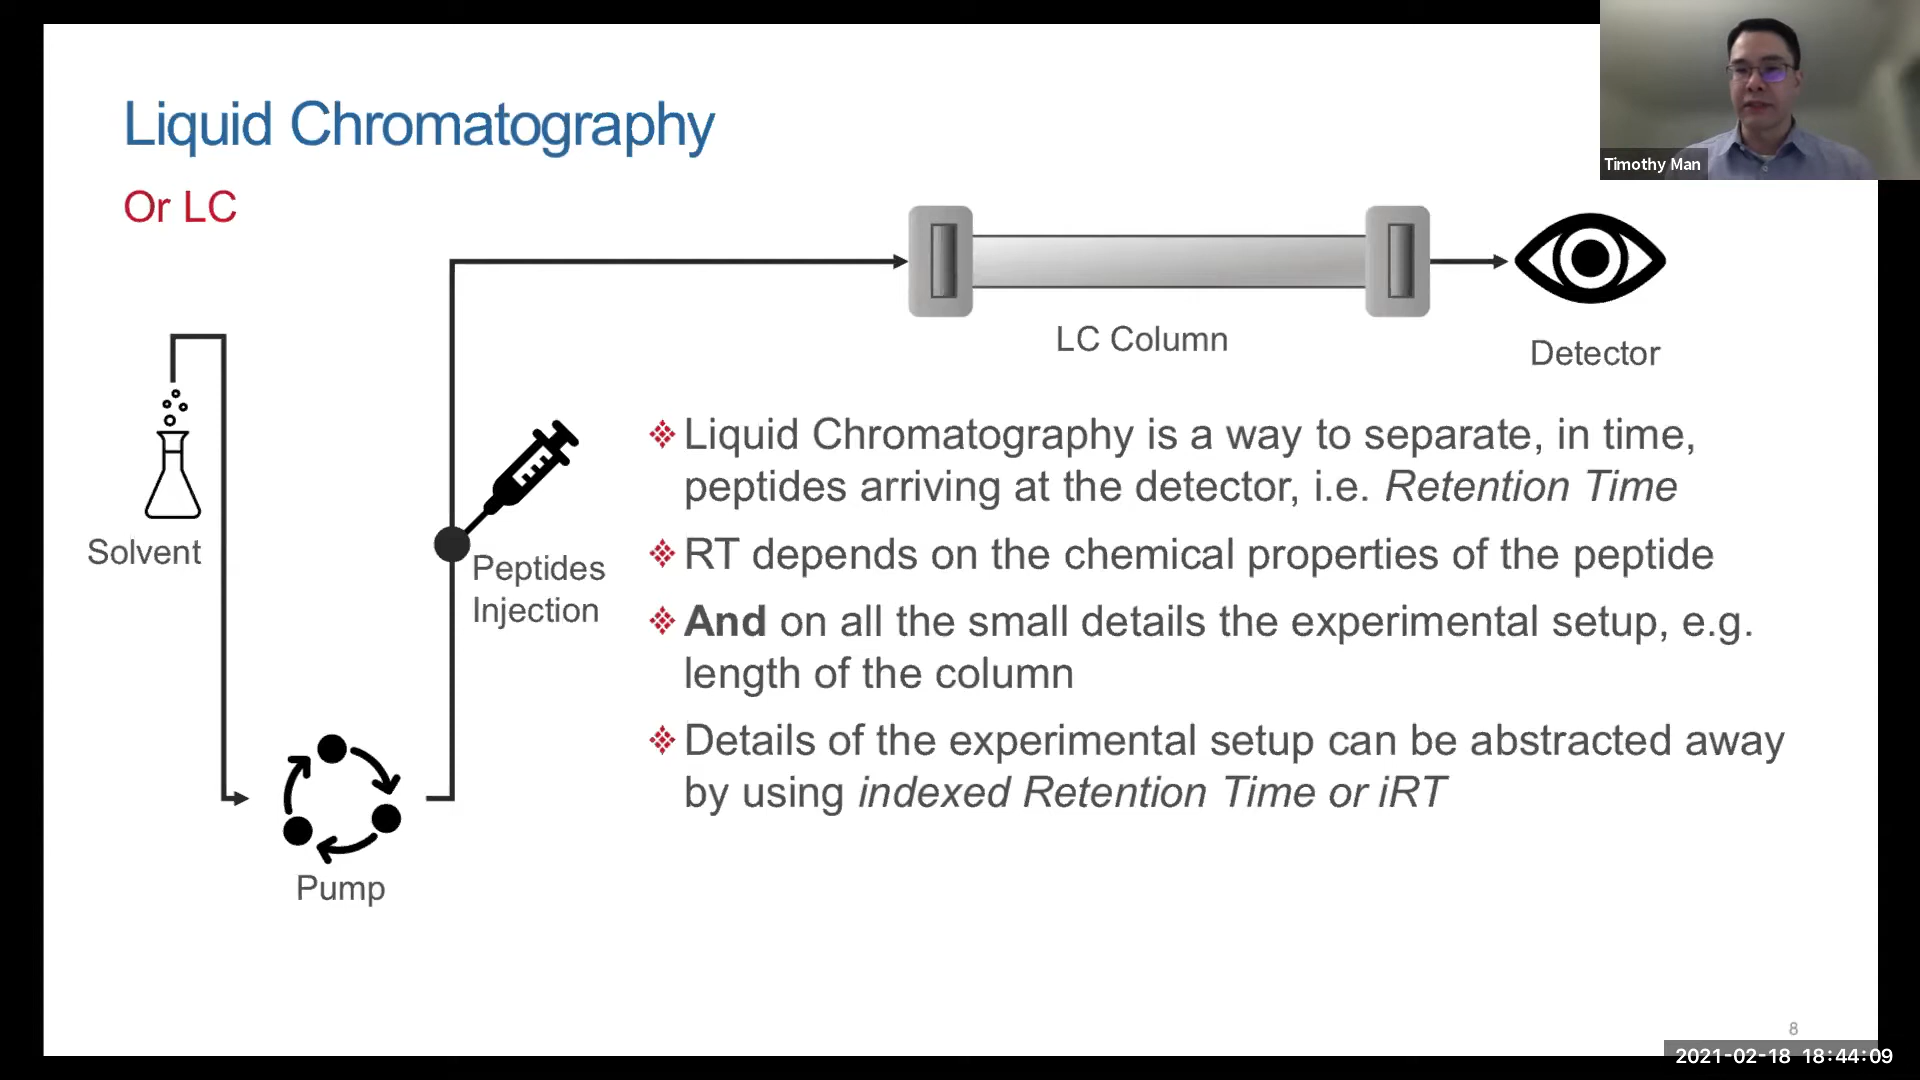 Timothy Man
Liquid Chromatography
Or LC
LC Column
Detector
Solvent
Peptides
Injection
Pump
Liquid Chromatography is a way to separate, in time,
peptides arriving at the detector, i.e. Retention Time
RT depends on the chemical properties of the peptide
And on all the small details the experimental setup, e.g.
length of the column
Details of the experimental setup can be abstracted away
by using indexed Retention Time or iRT
8
2021-02-18 18:44:09